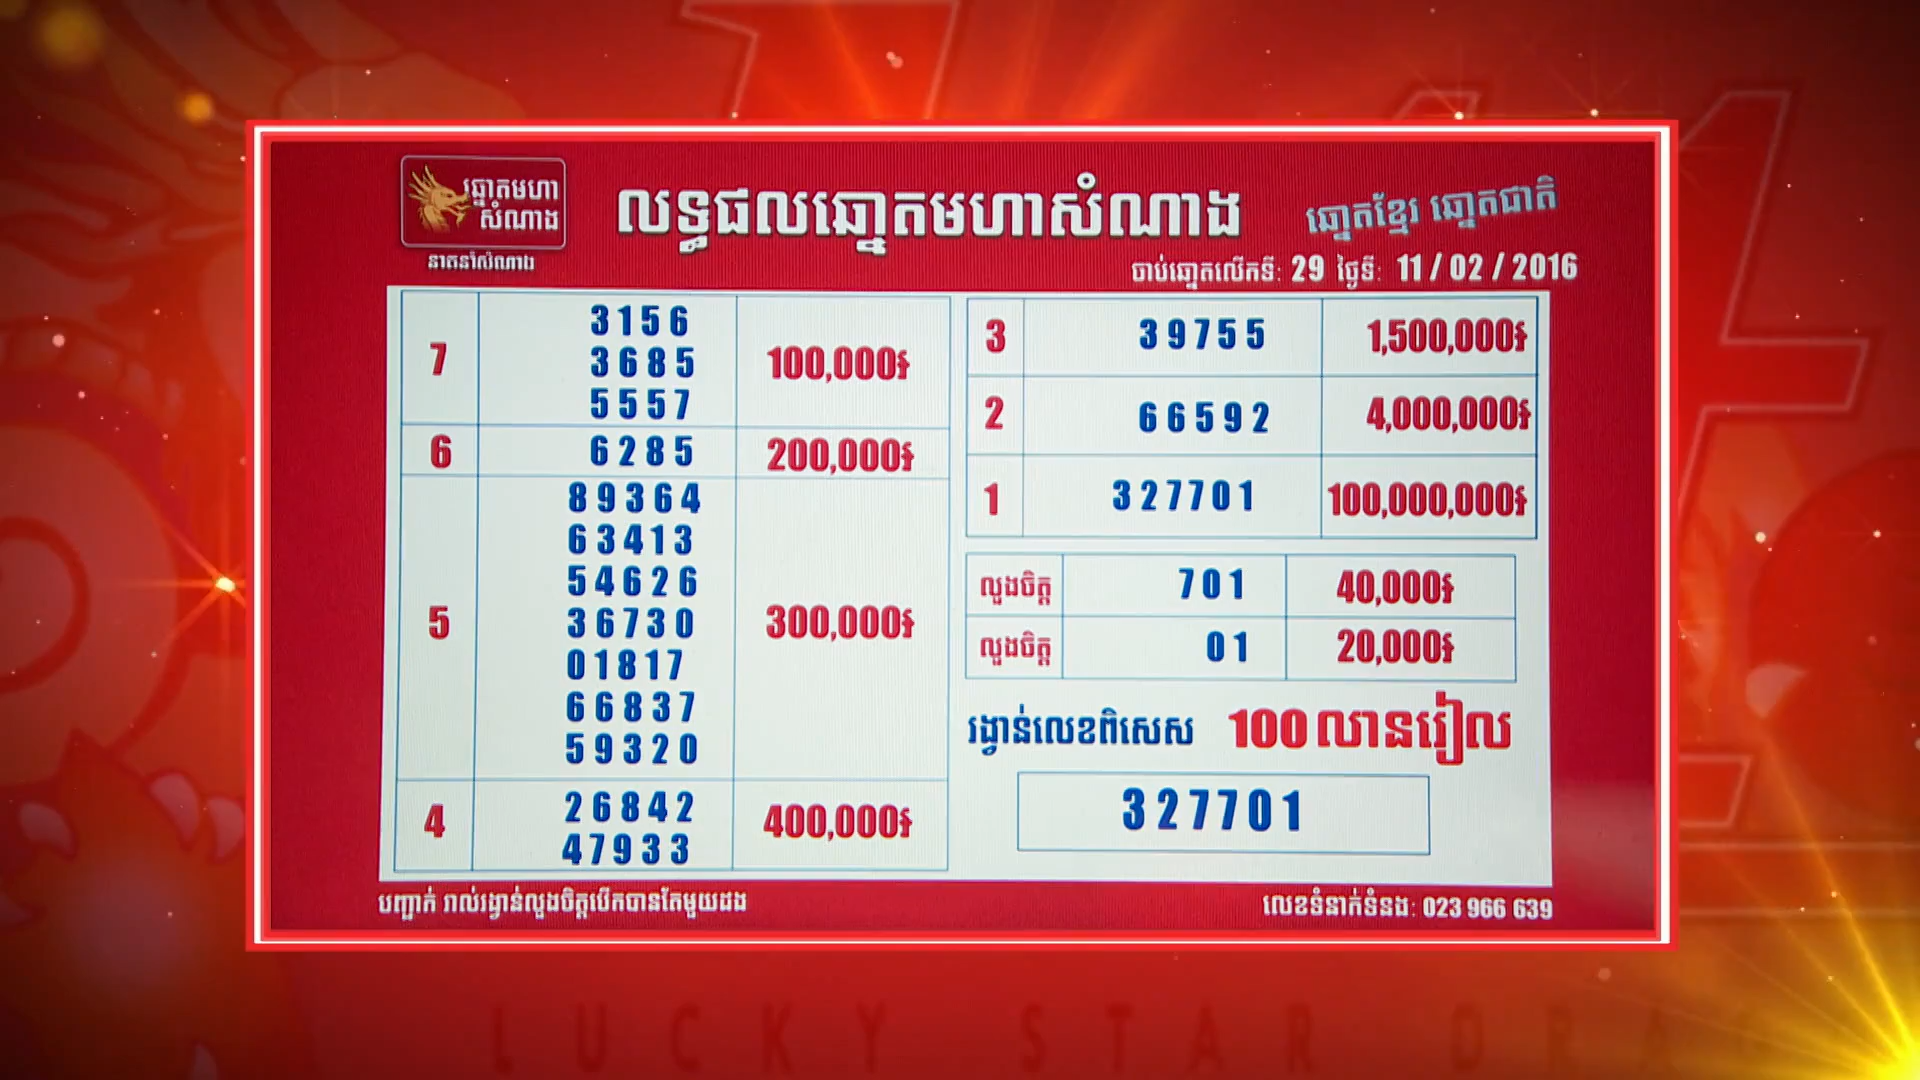 ឆ្នោតមហា
សំណាង
នាគនាំសំណាង
លទ្ធផលឆ្នោតមហាសំណាង
ឆ្នោតខ្មែរ ឆ្នោតជាតិ
ចាប់ឆ្នោតលើកទី: 29 ថ្ងៃទី: 11 / 02 / 2016
7
3156
3685
5557
100,000៛
6
6285
200,000៛
5
89364
63413
54626
36730
01817
66837
59320
300,000៛
4
26842
47933
400,000៛
3
39755
1,500,000៛
2
66592
4,000,000៛
1
327701
100,000,000៛
លួងចិត្ត
701
40,000៛
លួងចិត្ត
01
20,000៛
រង្វាន់លេខពិសេស 100 លានរៀល
327701
បញ្ជាក់ រាល់រង្វាន់លួងចិត្តបើកបានតែមួយដង
លេខទំនាក់ទំនង: 023 966 639
LUCKY STAR